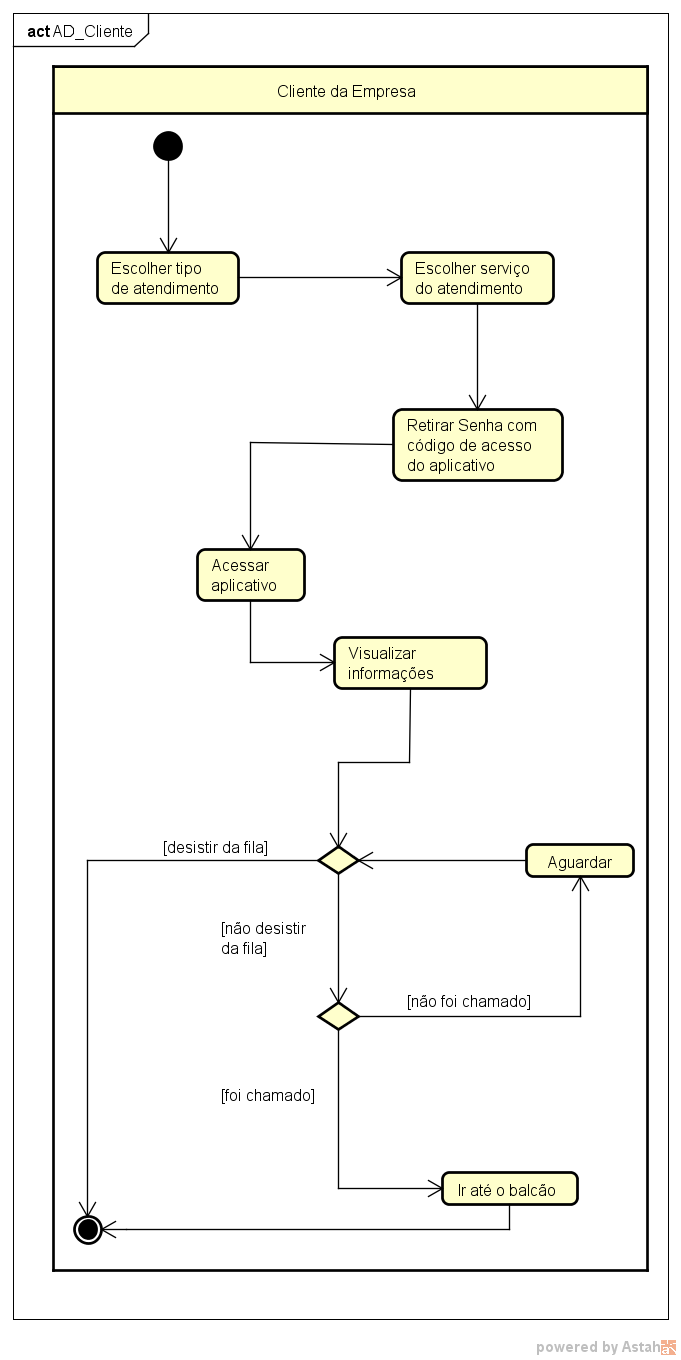 act AD_Cliente
Cliente da Empresa
Escolher tipo
de atendimento
Escolher serviço
do atendimento
Retirar Senha com
código de acesso
do aplicativo
Acessar
aplicativo
Visualizar
informações
[desistir da fila]
Aguardar
[não desistir
da fila]
[não foi chamado]
[foi chamado]
Ir até o balcão
powered by Astah